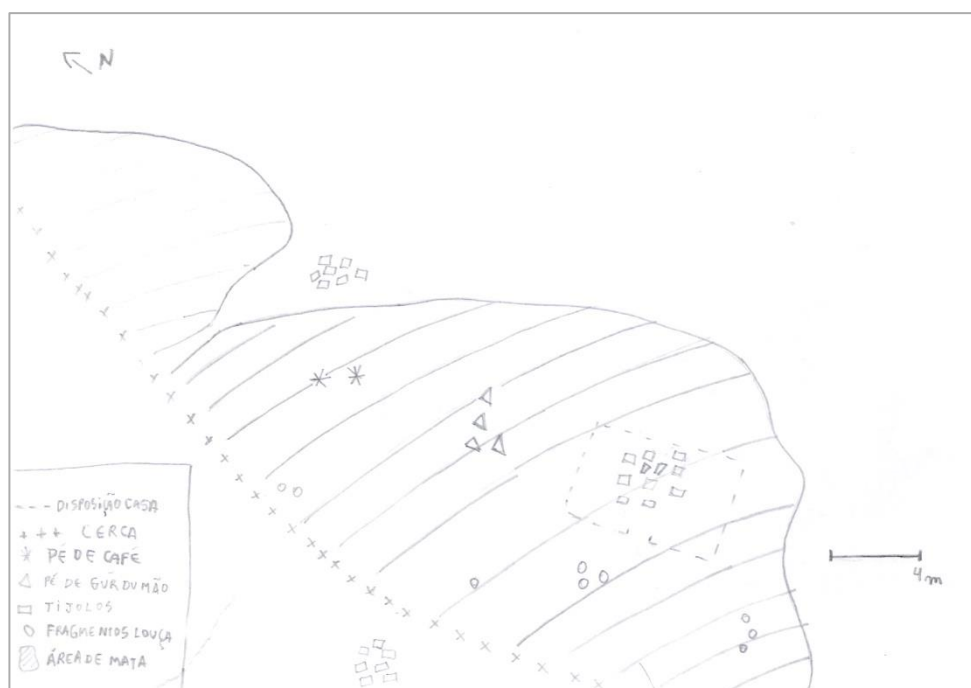 N
4m
--- DISPOSIÇÃO CASA
+ + + CERCA
PÉ DE CAFÉ
PÉ DE GURDUMÃO
TIJOLOS
FRAGMENTOS LOUÇA
ÁREA DE MATA